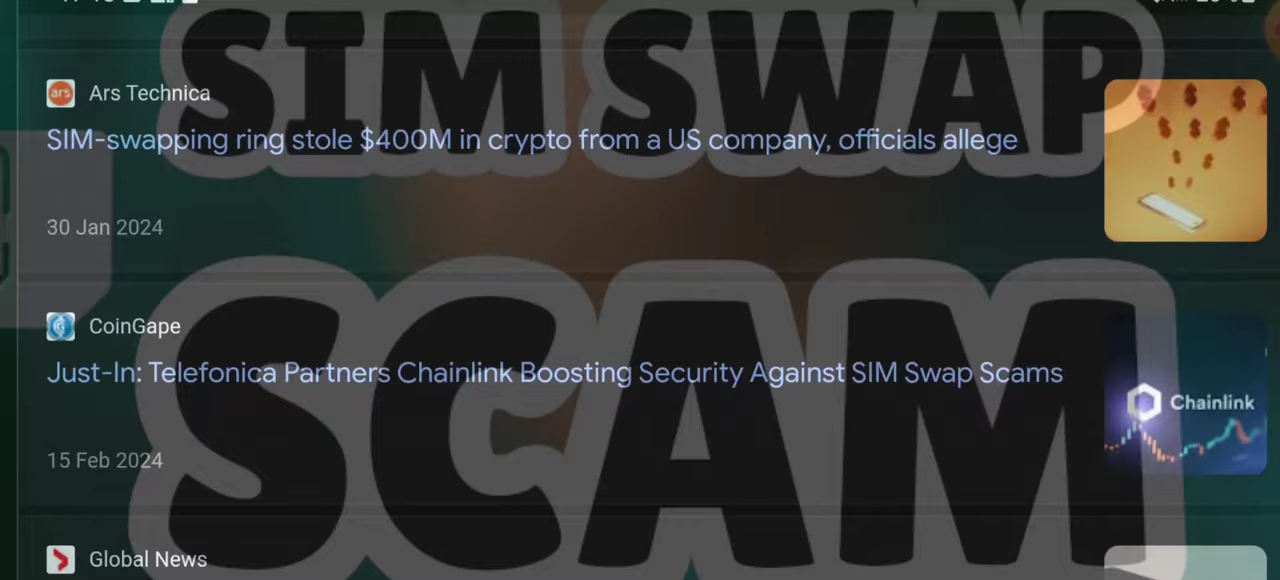 SIM SWAP
ars
Ars Technica
SIM-swapping ring stole $400M in crypto from a US company, officials allege
30 Jan 2024
SCAM
CoinGape
Just-In: Telefonica Partners Chainlink Boosting Security Against SIM Swap Scams
Chainlink
15 Feb 2024
Global News